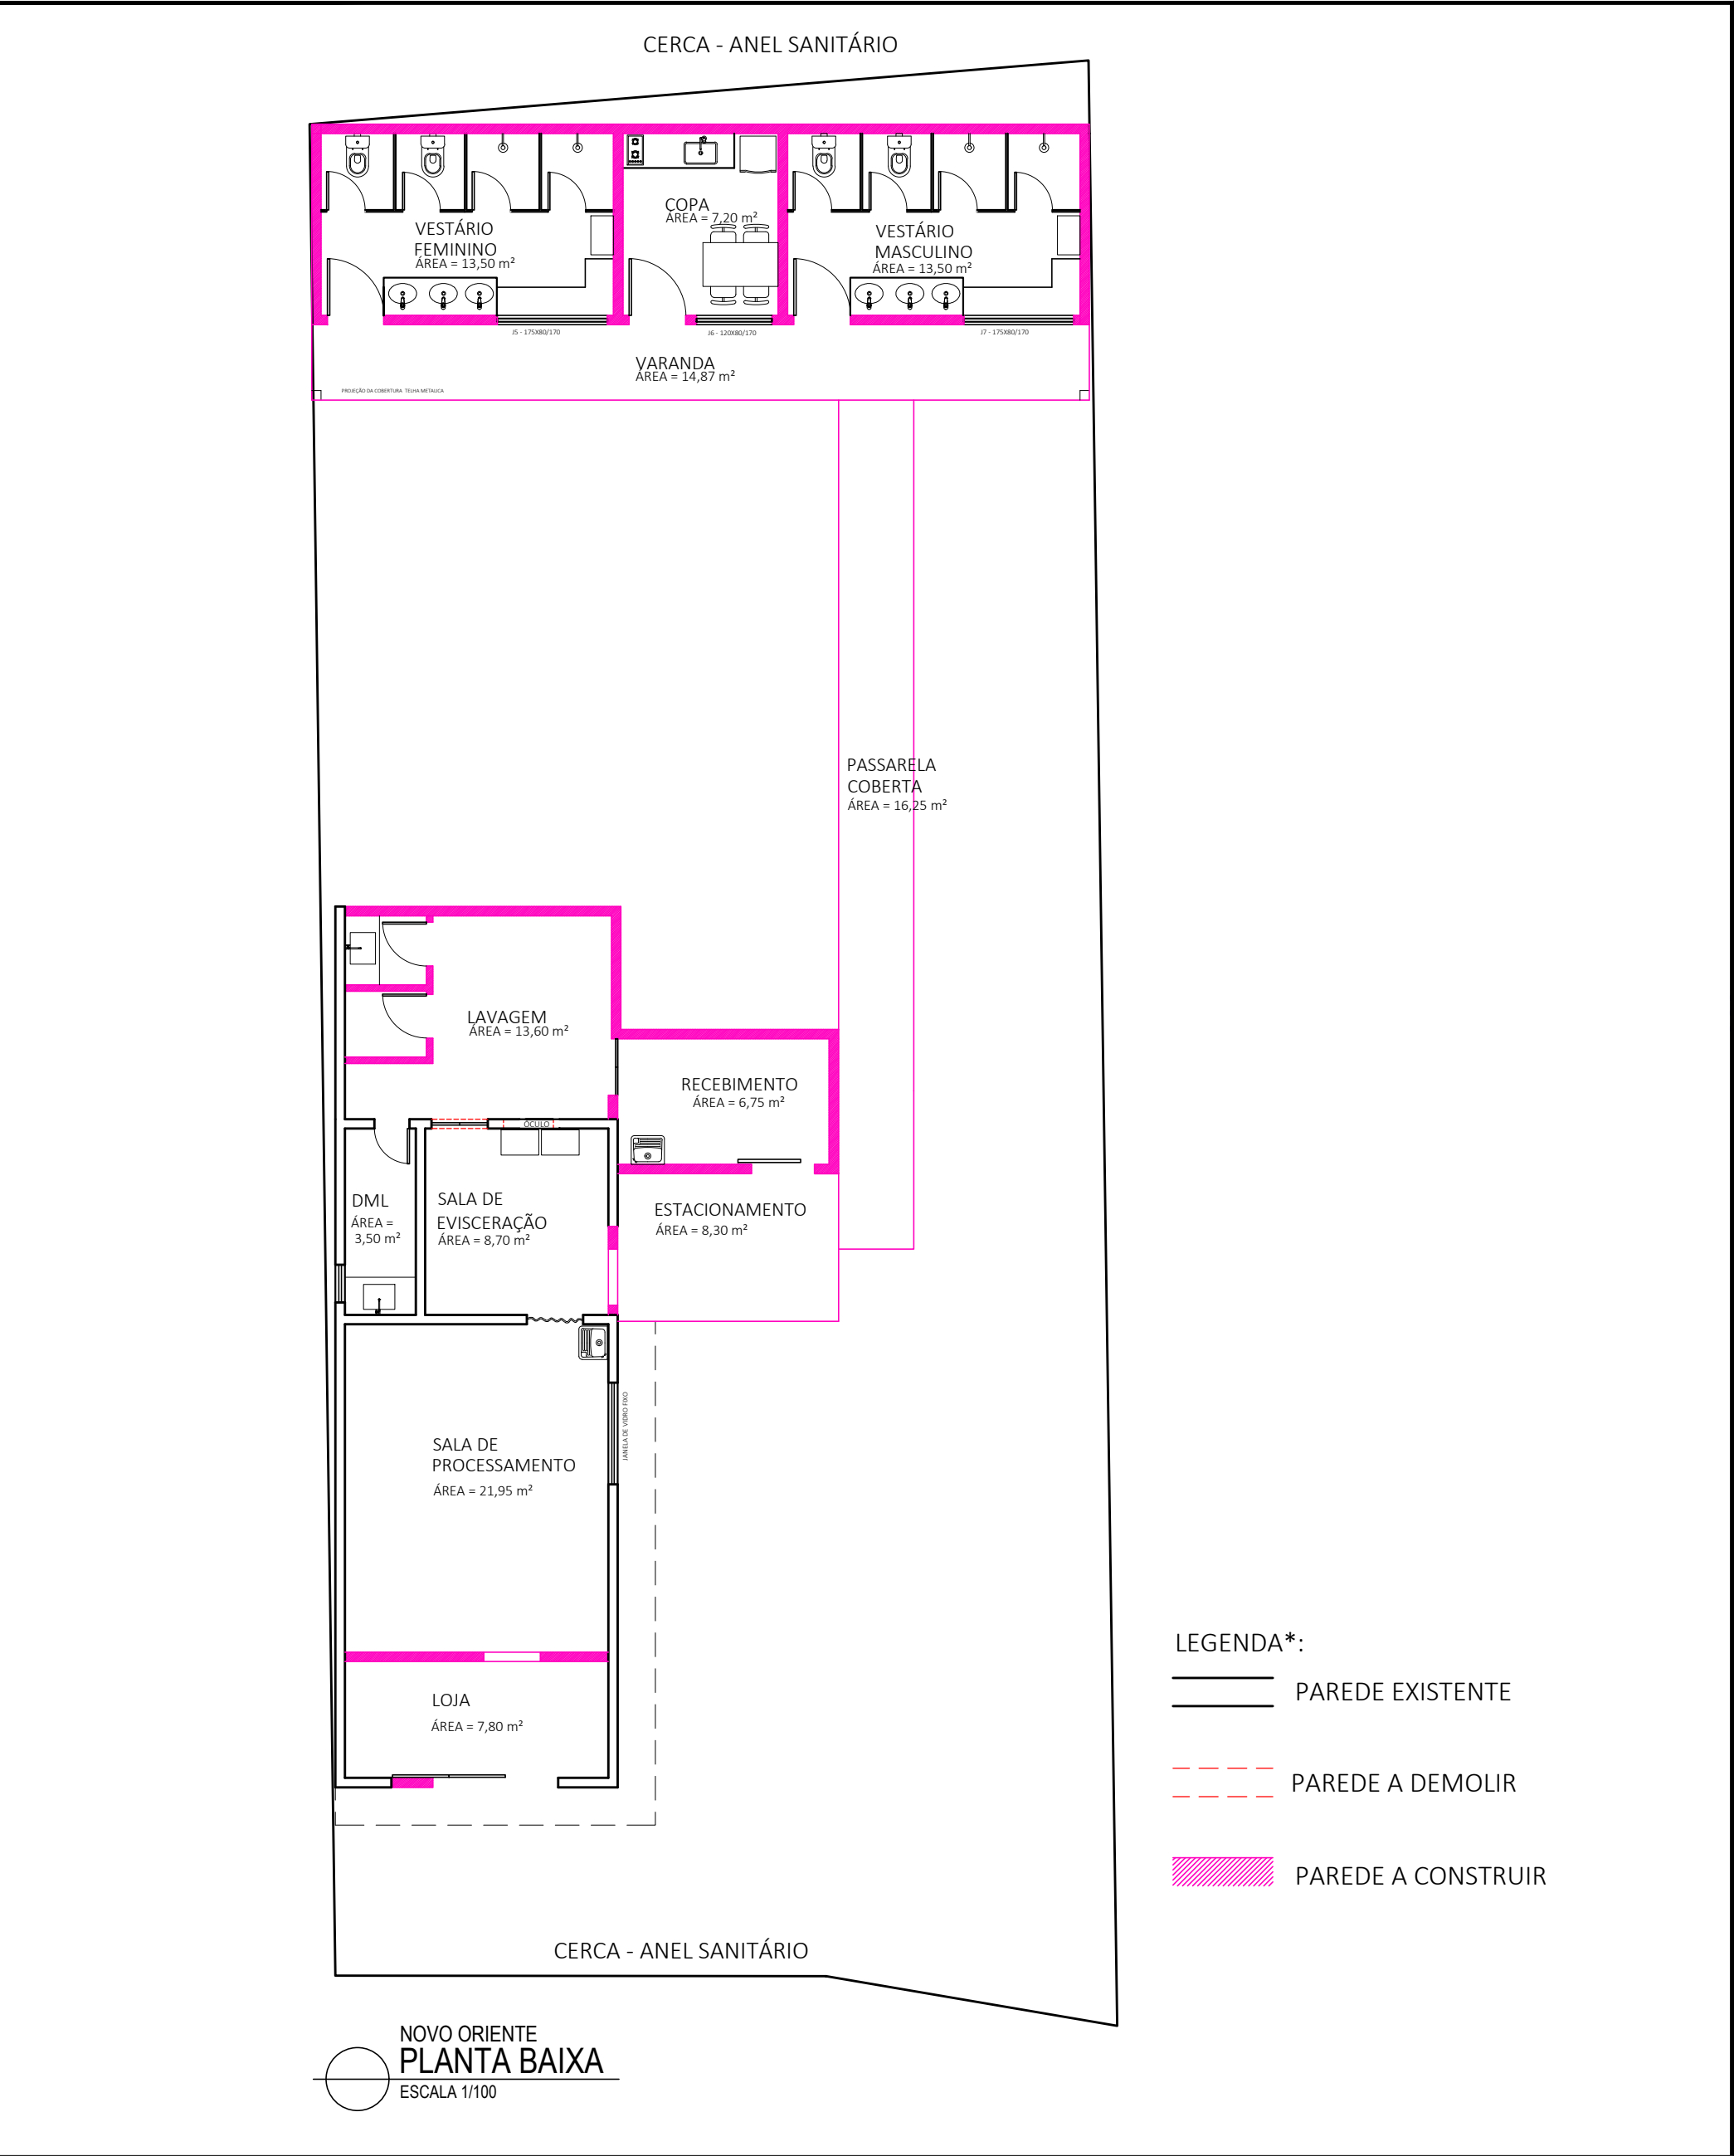 CERCA - ANEL SANITÁRIO
VESTÁRIO
FEMININO
ÁREA = 13,50 m²
COPA
ÁREA = 7,20 m²
VESTÁRIO
MASCULINO
ÁREA = 13,50 m²
J5 - 175X80/170
J6 - 120X80/170
J7 - 175X80/170
VARANDA
ÁREA = 14,87 m²
PROJEÇÃO DA COBERTURA TELHA METALICA
PASSARELA
COBERTA
ÁREA = 16,25 m²
LAVAGEM
ÁREA = 13,60 m²
RECEBIMENTO
ÁREA = 6,75 m²
ÓCULO
DML
ÁREA =
3,50 m²
SALA DE
EVISCERAÇÃO
ÁREA = 8,70 m²
ESTACIONAMENTO
ÁREA = 8,30 m²
JANELA DE VIDRO FIXO
SALA DE
PROCESSAMENTO
ÁREA = 21,95 m²
LOJA
ÁREA = 7,80 m²
LEGENDA*:
PAREDE EXISTENTE
PAREDE A DEMOLIR
PAREDE A CONSTRUIR
CERCA - ANEL SANITÁRIO
NOVO ORIENTE
PLANTA BAIXA
ESCALA 1/100